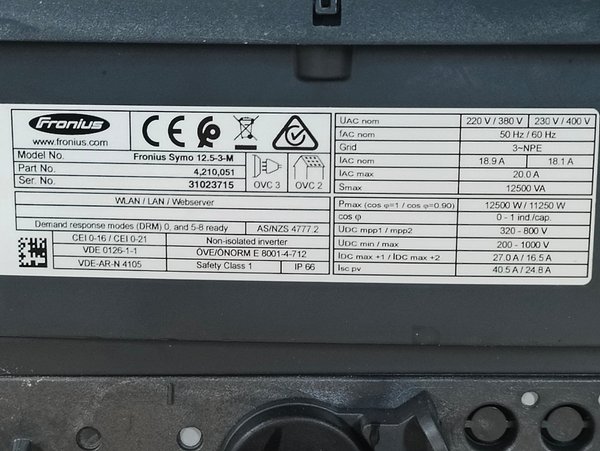 Fronius
www.fronius.com
CE
OVC 3 OVC 2
Model No. Fronius Symo 12.5-3-M
Part No. 4,210,051
Ser. No. 31023715
WLAN / LAN / Webserver
Demand response modes (DRM) 0, and 5-8 ready AS/NZS 4777.2
CEI 0-16 / CEI 0-21 Non-isolated inverter
VDE 0126-1-1 ÖVE/ÖNORM E 8001-4-712
VDE-AR-N 4105 Safety Class 1 IP 66
UAC nom 220 V / 380 V 230 V / 400 V
fAC nom 50 Hz / 60 Hz
Grid 3~NPE
IAC nom 18.9 A 18.1 A
IAC max 20.0 A
Smax 12500 VA
Pmax (cos φ=1 / cos φ=0.90) 12500 W / 11250 W
cos φ 0 - 1 ind./cap.
UDC mpp1 / mpp2 320 - 800 V
UDC min / max 200 - 1000 V
IDC max +1 / IDC max +2 27.0 A / 16.5 A
Isc pv 40.5 A / 24.8 A